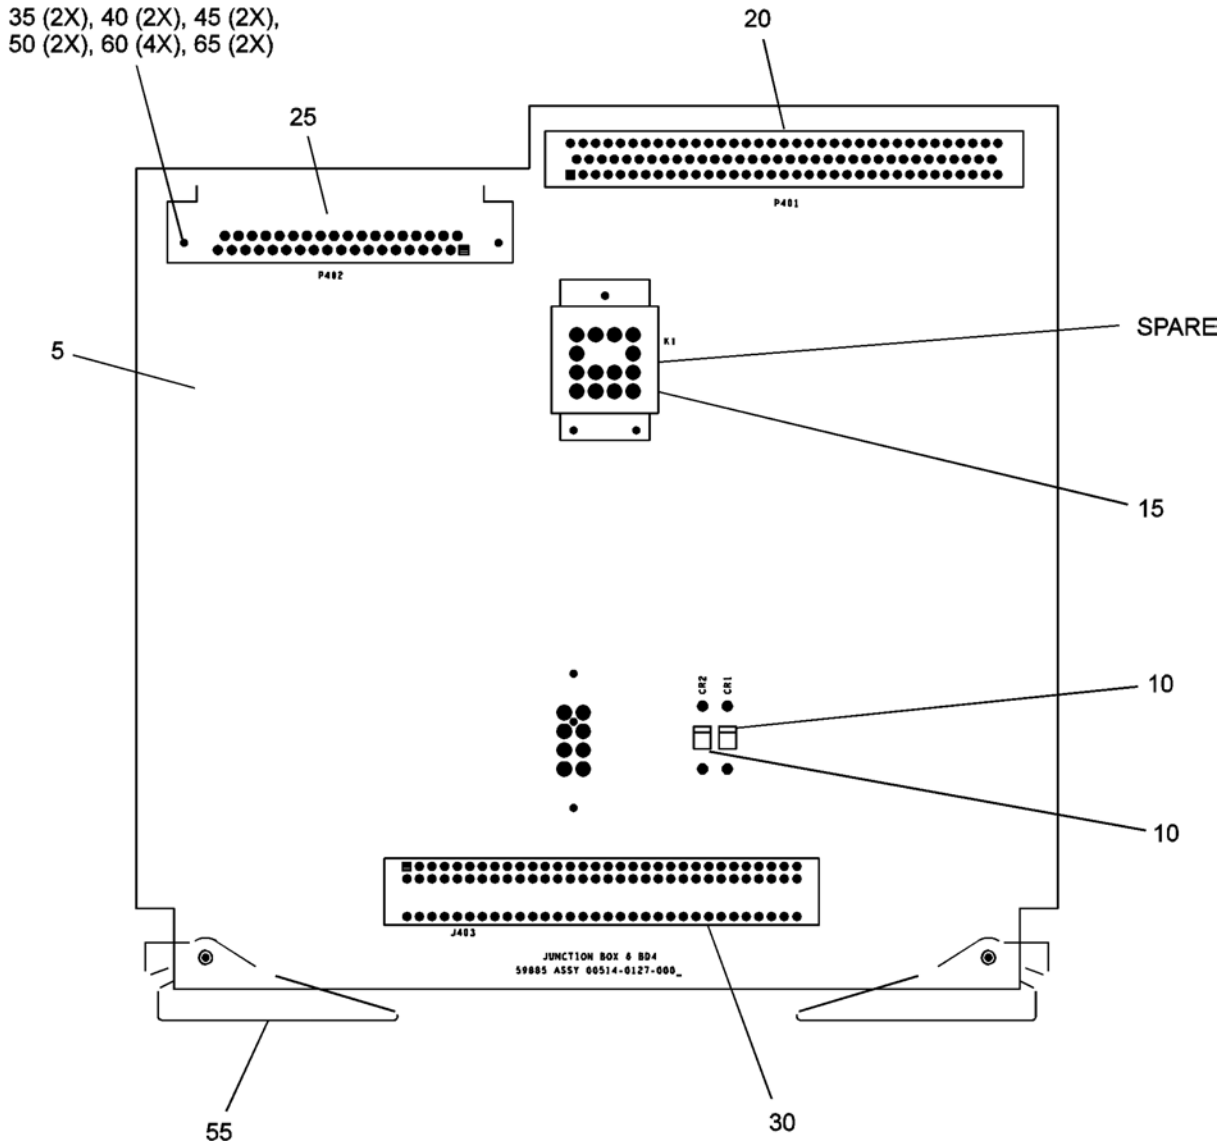 35 (2X), 40 (2X), 45 (2X),
50 (2X), 60 (4X), 65 (2X)
20
25
P401
P402
SPARE
K1
5
15
CR2
CR1
10
10
J403
JUNCTION BOX 6 BD4
59885 ASSY 00514-0127-000_
55
30